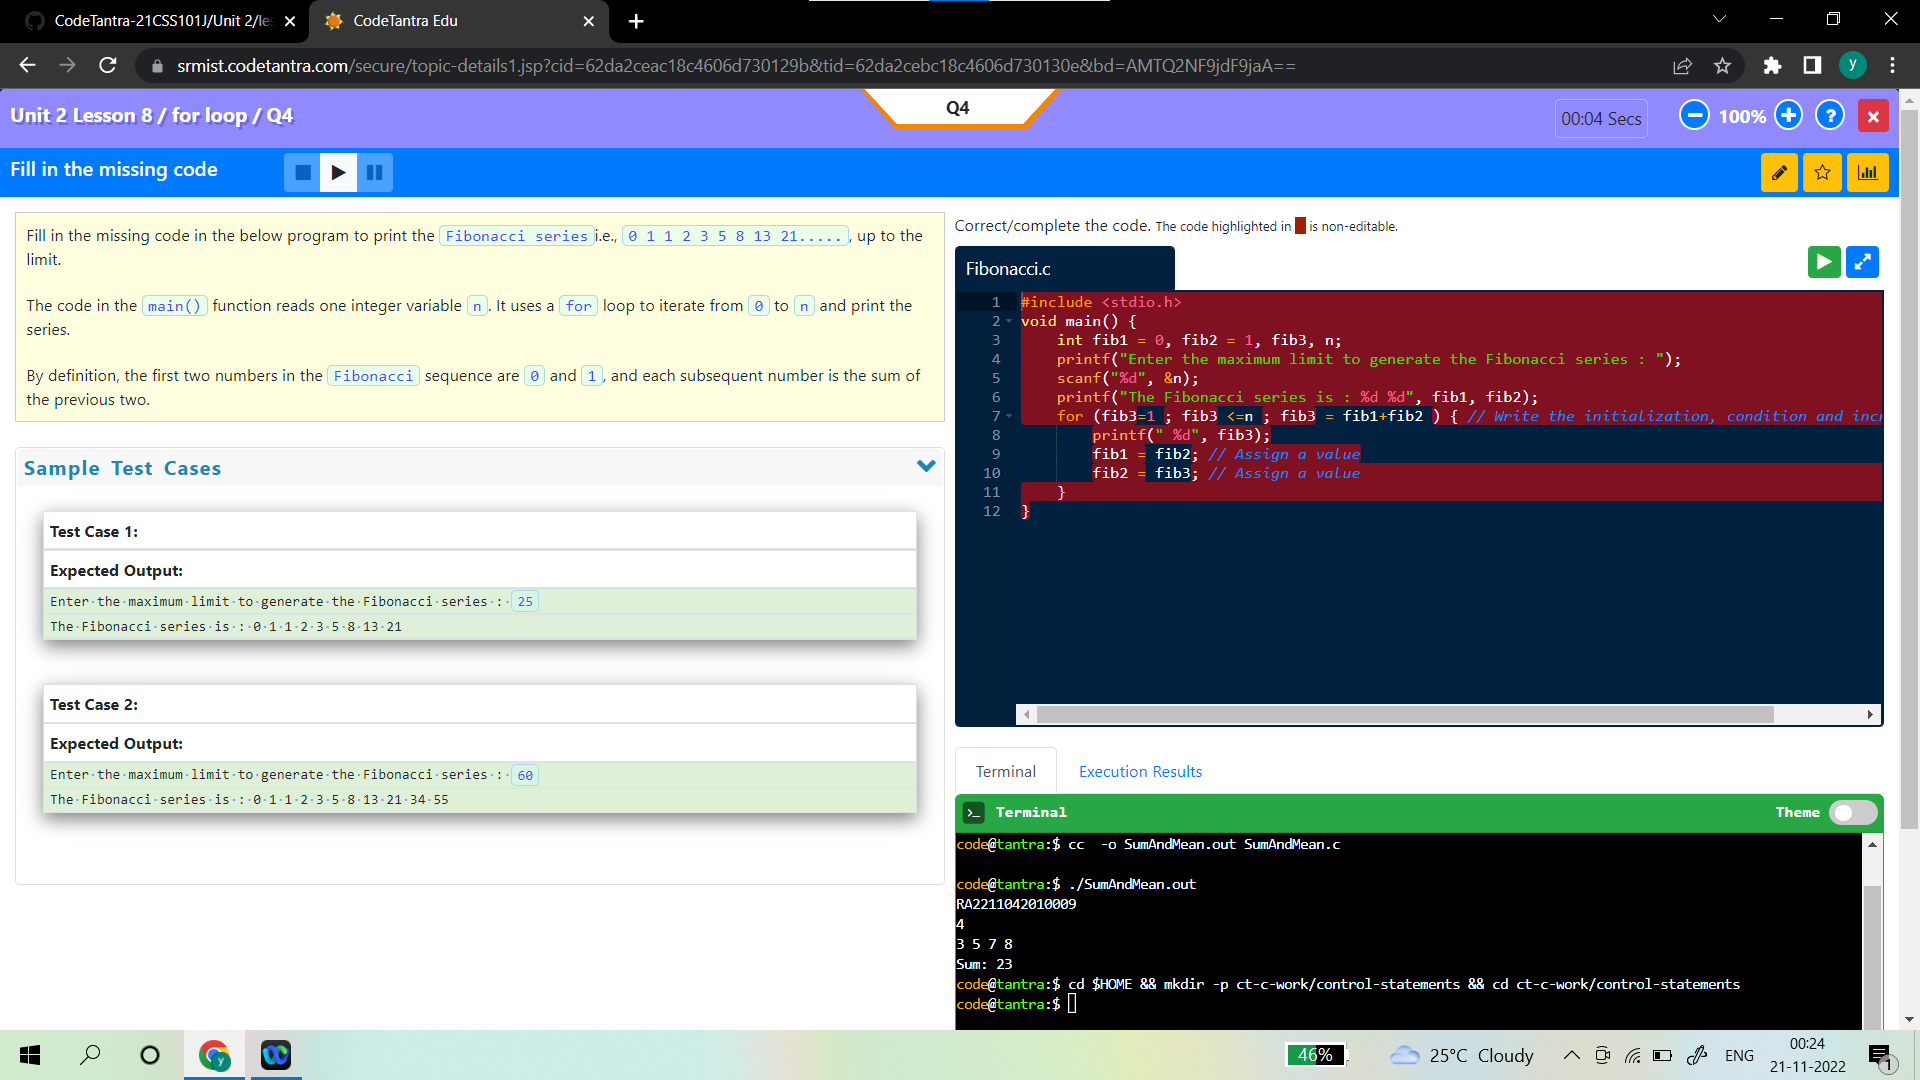 CodeTantra-21CSS101J/Unit 2/les
CodeTantra Edu
srmist.codetantra.com/secure/topic-details1.jsp?cid=62da2ceac18c4606d730129b&tid=62da2cebc18c4606d730130e&bd=AMTQ2NF9jdF9jaA==
y
Unit 2 Lesson 8 / for loop / Q4
Q4
00:04 Secs
100%
?
Fill in the missing code
Fill in the missing code in the below program to print the Fibonacci series i.e., 0 1 1 2 3 5 8 13 21....., up to the
limit.
The code in the main() function reads one integer variable n. It uses a for loop to iterate from 0 to n and print the
series.
By definition, the first two numbers in the Fibonacci sequence are 0 and 1, and each subsequent number is the sum of
the previous two.
Sample Test Cases
Test Case 1:
Expected Output:
Enter·the·maximum·limit·to·generate·the·Fibonacci·series·:· 25
The·Fibonacci·series·is·:·0·1·1·2·3·5·8·13·21
Test Case 2:
Expected Output:
Enter·the·maximum·limit·to·generate·the·Fibonacci·series·:· 60
The·Fibonacci·series·is·:·0·1·1·2·3·5·8·13·21·34·55
Correct/complete the code. The code highlighted in is non-editable.
Fibonacci.c
1 #include <stdio.h>
2 void main() {
3 int fib1 = 0, fib2 = 1, fib3, n;
4 printf("Enter the maximum limit to generate the Fibonacci series : ");
5 scanf("%d", &n);
6 printf("The Fibonacci series is : %d %d", fib1, fib2);
7 for (fib3=1 ; fib3 <=n ; fib3 = fib1+fib2 ) { // Write the initialization, condition and incr
8 printf(" %d", fib3);
9 fib1 = fib2; // Assign a value
10 fib2 = fib3; // Assign a value
11 }
12 }
Terminal
Execution Results
Terminal
Theme
code@tantra:$ cc -o SumAndMean.out SumAndMean.c
code@tantra:$ ./SumAndMean.out
RA2211042010009
4
3 5 7 8
Sum: 23
code@tantra:$ cd $HOME && mkdir -p ct-c-work/control-statements && cd ct-c-work/control-statements
code@tantra:$
y
46%
25°C Cloudy
ENG
00:24
21-11-2022
1